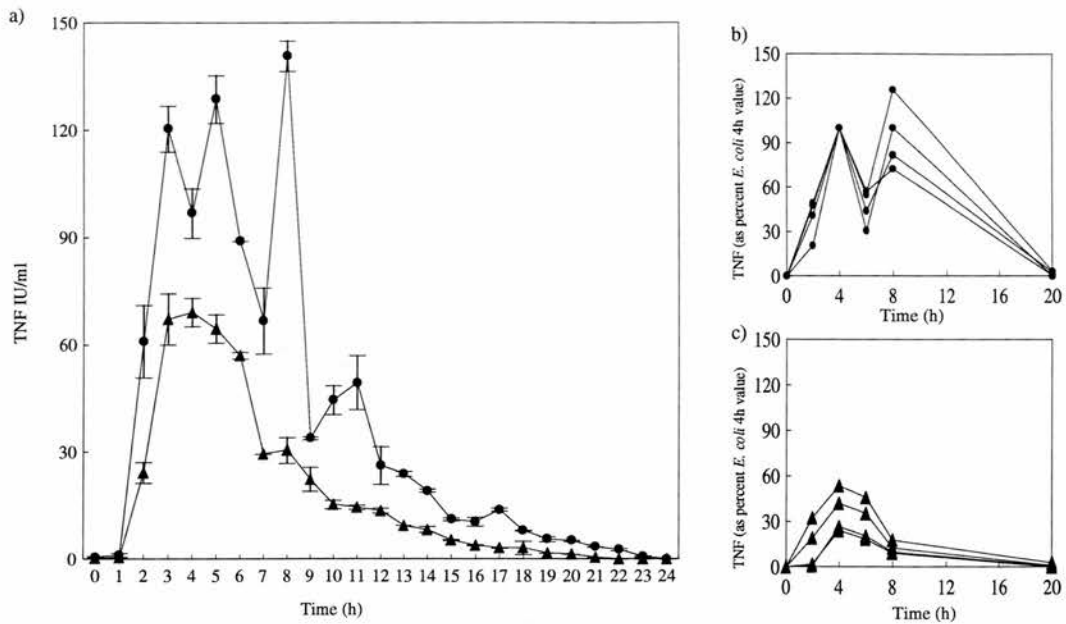 a)
150
120
90
60
30
0
TNF IU/ml
0 1 2 3 4 5 6 7 8 9 10 11 12 13 14 15 16 17 18 19 20 21 22 23 24
Time (h)
b)
150
120
90
60
30
0
TNF (as percent E. coli 4h value)
0 4 8 12 16 20
Time (h)
c)
150
120
90
60
30
0
TNF (as percent E. coli 4h value)
0 4 8 12 16 20
Time (h)